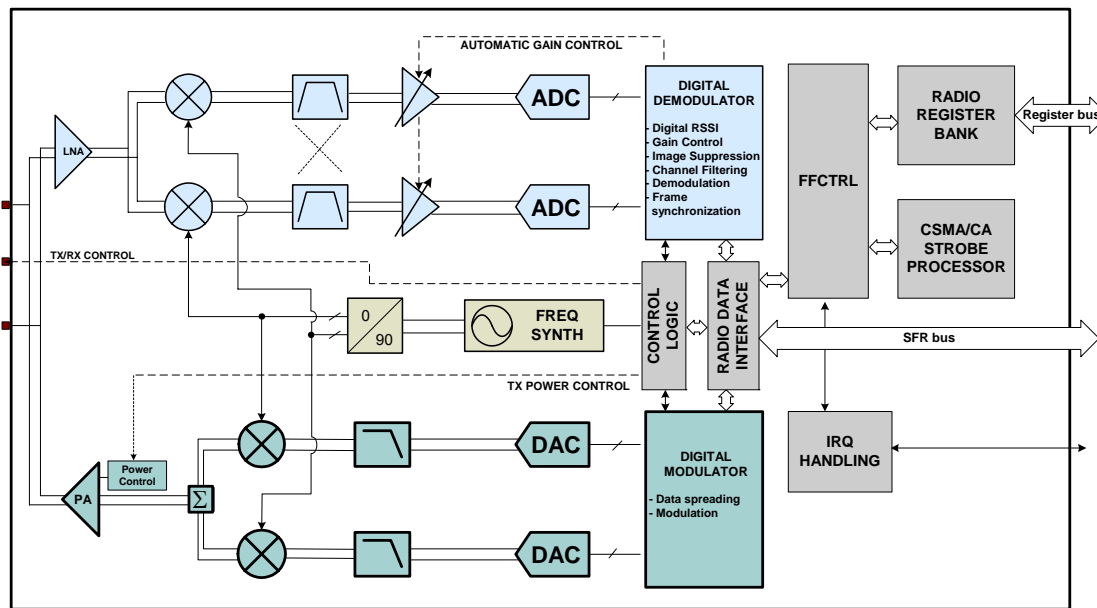 AUTOMATIC GAIN CONTROL
LNA
ADC
ADC
DIGITAL
DEMODULATOR
- Digital RSSI
- Gain Control
- Image Suppression
- Channel Filtering
- Demodulation
- Frame
synchronization
FFCTRL
RADIO
REGISTER
BANK
Register bus
CSMA/CA
STROBE
PROCESSOR
TX/RX CONTROL
0
90
FREQ
SYNTH
CONTROL
LOGIC
RADIO DATA
INTERFACE
SFR bus
TX POWER CONTROL
Power
Control
PA
Σ
DAC
DAC
DIGITAL
MODULATOR
- Data spreading
- Modulation
IRQ
HANDLING